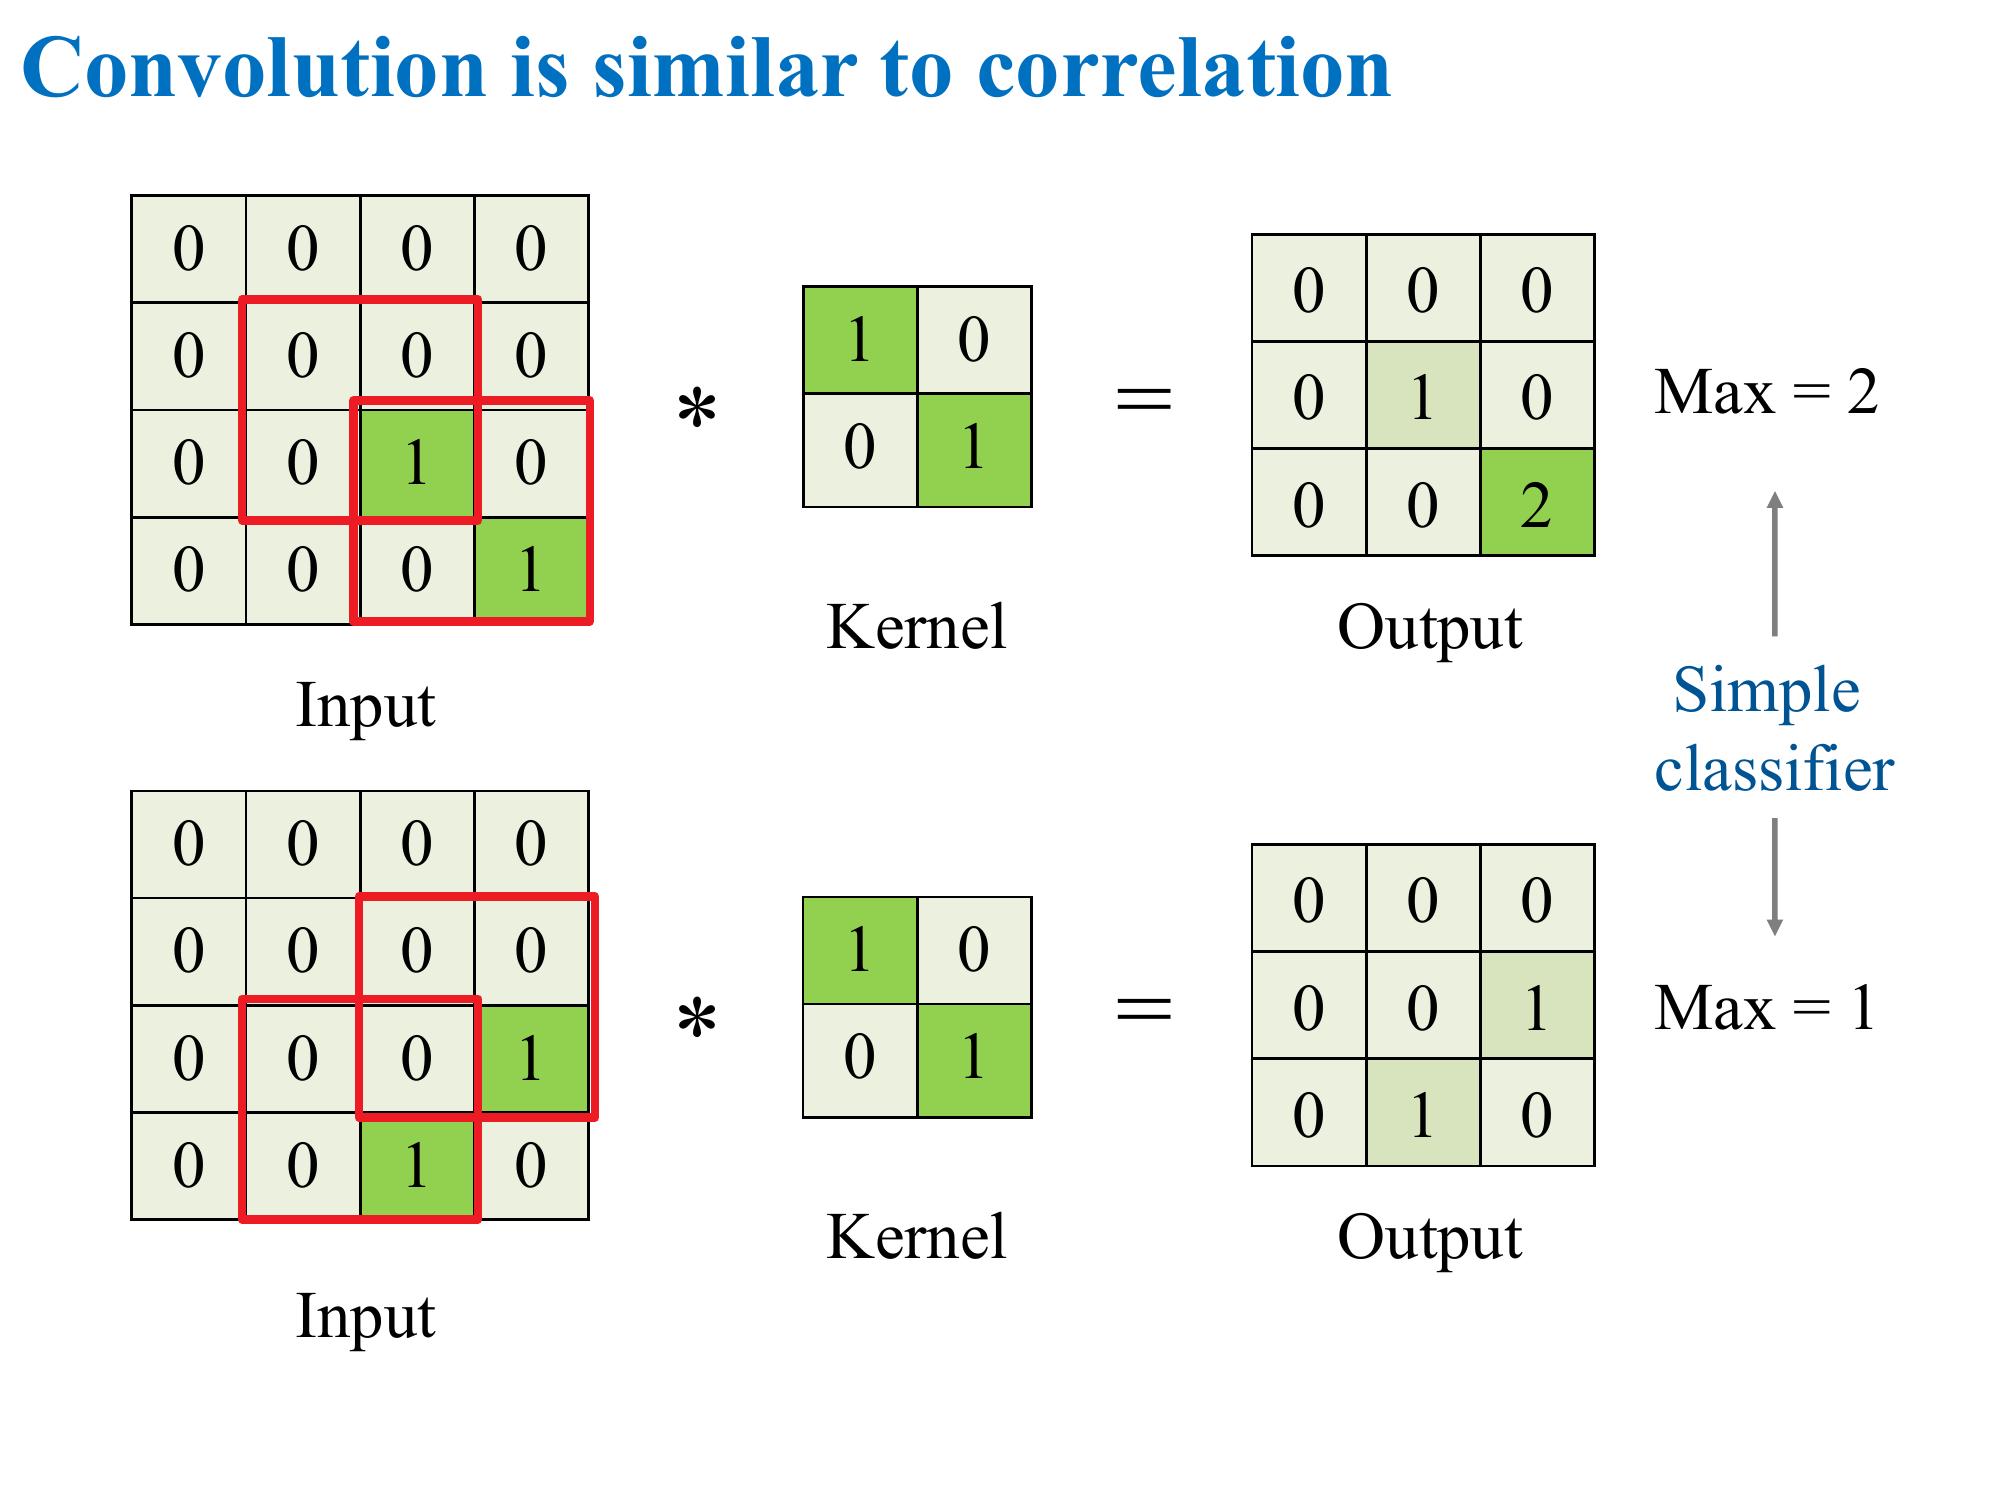 Convolution is similar to correlation
0 0 0 0
0 0 0 0
0 0 1 0
0 0 0 1
Input
*
1 0
0 1
Kernel
=
0 0 0
0 1 0
0 0 2
Output
Max = 2
Simple
classifier
0 0 0 0
0 0 0 0
0 0 0 1
0 0 1 0
Input
*
1 0
0 1
Kernel
=
0 0 0
0 0 1
0 1 0
Output
Max = 1